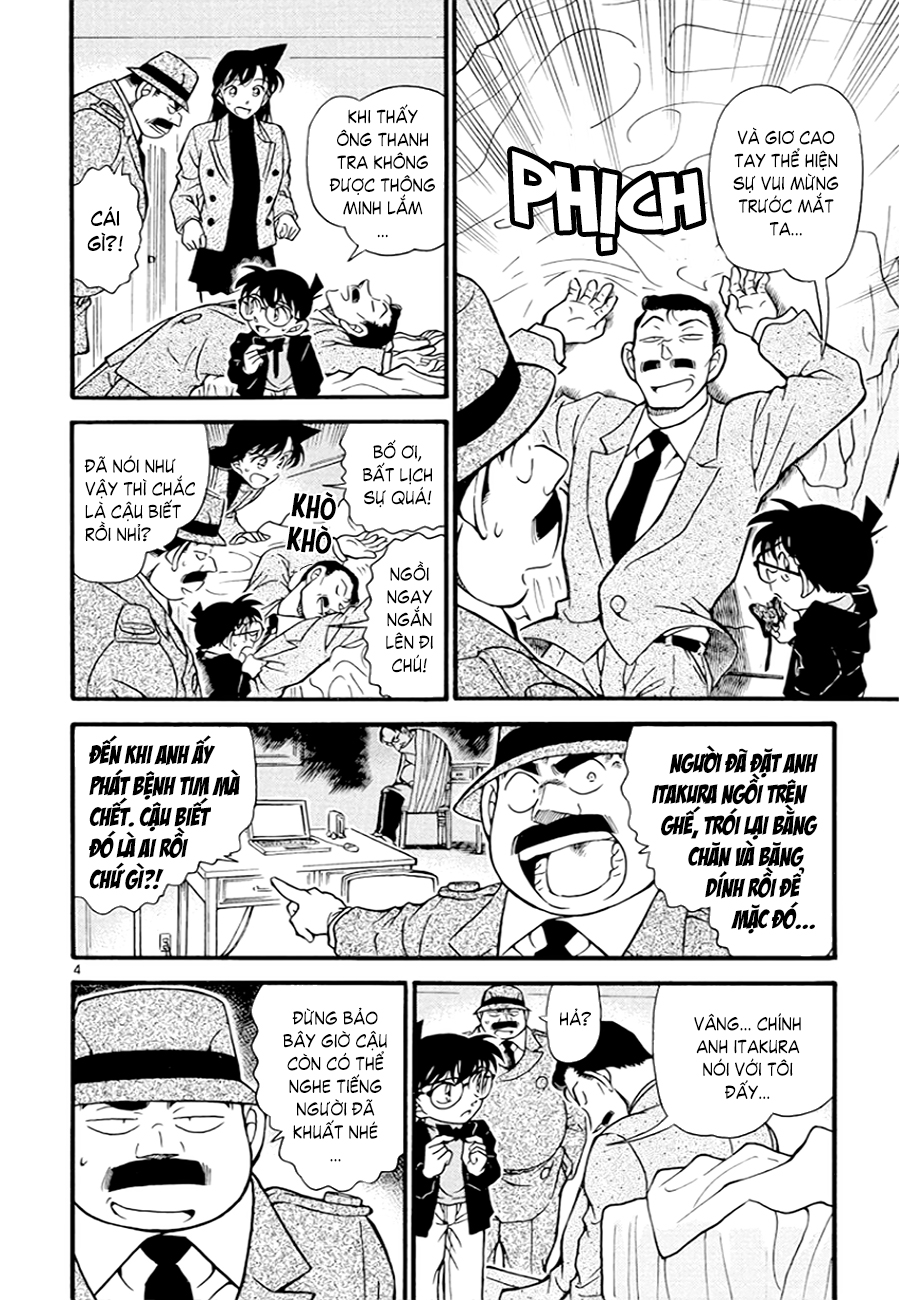 VÀ GIƠ CAO
TAY THỂ HIỆN
SỰ VUI MỪNG
TRƯỚC MẮT
TA...
PHỊCH
KHI THẤY
ÔNG THANH
TRA KHÔNG
ĐƯỢC THÔNG
MINH LẮM
...
CÁI
GÌ?!
BỐ ƠI,
BẤT LỊCH
SỰ QUÁ!
NGỒI
NGAY
NGẮN
LÊN ĐI
CHÚ!
KHÒ
KHÒ
ĐÃ NÓI NHƯ
VẬY THÌ CHẮC
LÀ CẬU BIẾT
RỒI NHỈ?
NGƯỜI ĐÃ ĐẶT ANH
ITAKURA NGỒI TRÊN
GHẾ, TRÓI LẠI BẰNG
CHĂN VÀ BĂNG
DÍNH RỒI ĐỂ
MẶC ĐÓ...
ĐẾN KHI ANH ẤY
PHÁT BỆNH TIM MÀ
CHẾT. CẬU BIẾT
ĐÓ LÀ AI RỒI
CHỨ GÌ?!
VÂNG... CHÍNH
ANH ITAKURA
NÓI VỚI TÔI
ĐẤY...
HẢ?
ĐỪNG BẢO
BÂY GIỜ CẬU
CÒN CÓ THỂ
NGHE TIẾNG
NGƯỜI ĐÃ
KHUẤT NHÉ
...
4